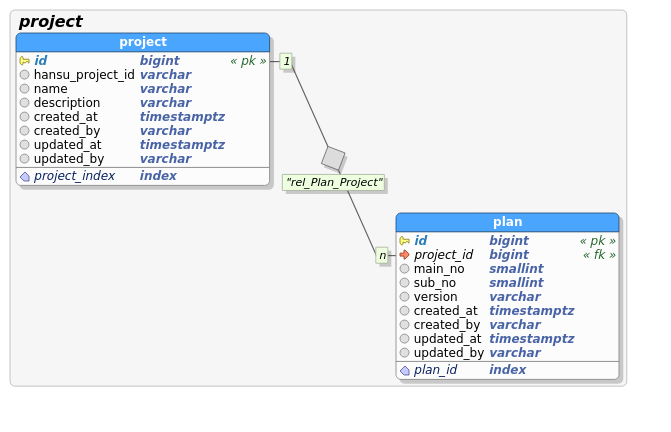 project
project
id bigint « pk »
hansu_project_id varchar
name varchar
description varchar
created_at timestamptz
created_by varchar
updated_at timestamptz
updated_by varchar
project_index index
1
"rel_Plan_Project"
n
plan
id bigint « pk »
project_id bigint « fk »
main_no smallint
sub_no smallint
version varchar
created_at timestamptz
created_by varchar
updated_at timestamptz
updated_by varchar
plan_id index